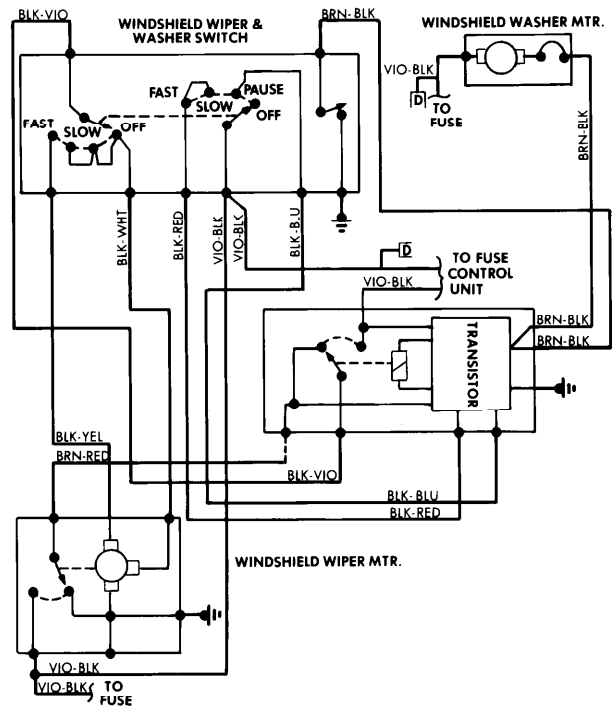 BLK-VIO
WINDSHIELD WIPER &
WASHER SWITCH
BRN-BLK
WINDSHIELD WASHER MTR.
VIO-BLK
D
TO
FUSE
BRN-BLK
FAST
SLOW
PAUSE
OFF
FAST
SLOW
OFF
BLK-WHT
BLK-RED
VIO-BLK
VIO-BLK
BLK-BLU
D
TO FUSE
CONTROL
UNIT
VIO-BLK
TRANSISTOR
BRN-BLK
BRN-BLK
BLK-YEL
BRN-RED
BLK-VIO
BLK-BLU
BLK-RED
WINDSHIELD WIPER MTR.
VIO-BLK
VIO-BLK
TO
FUSE